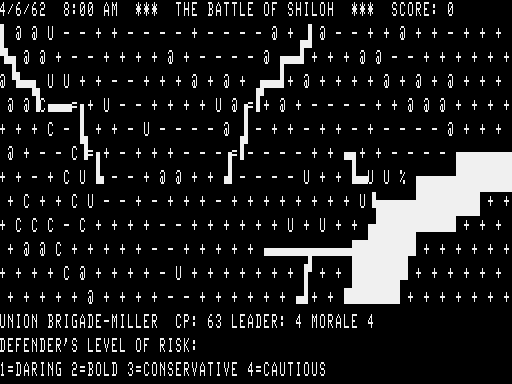 4/6/62 8:00 AM *** THE BATTLE OF SHILOH *** SCORE: 0
@ @ U - - + + - - - - - - + - - - - @ + @ - - - + @ + @ + + + +
@ @ - - + + + + - - - - - - @ + + - - - - @ @ + + + + +
@ U U - - + + + - - - - - - + - + + - - - @ - @ + + + + +
@ @ C = + U - - + + + + U @ = @ - - - - + + @ @ @ + + +
+ + + C - + - - U - - - - @ - - + + + - - - - - - - @ + + +
@ + - - C = + + + - - + + + = - - - + + + - - + + + +
+ - + + C U - - @ @ + + - - - - U + + U U %
+ C + + C U - - - + + + + + + + + + + + + + U
+ C C C - C + + + + - - + + + + + + U + U + + + + + + + +
+ @ @ C + + + + + - - + + + + + + + + + + + +
+ + + + C @ + + + + - U + + + + + + + + + + + + + + + +
+ + + + + @ + + + + + + + + + + + + + + + + + + + +
UNION BRIGADE-MILLER CP: 63 LEADER: 4 MORALE 4
DEFENDER'S LEVEL OF RISK:
1=DARING 2=BOLD 3=CONSERVATIVE 4=CAUTIOUS